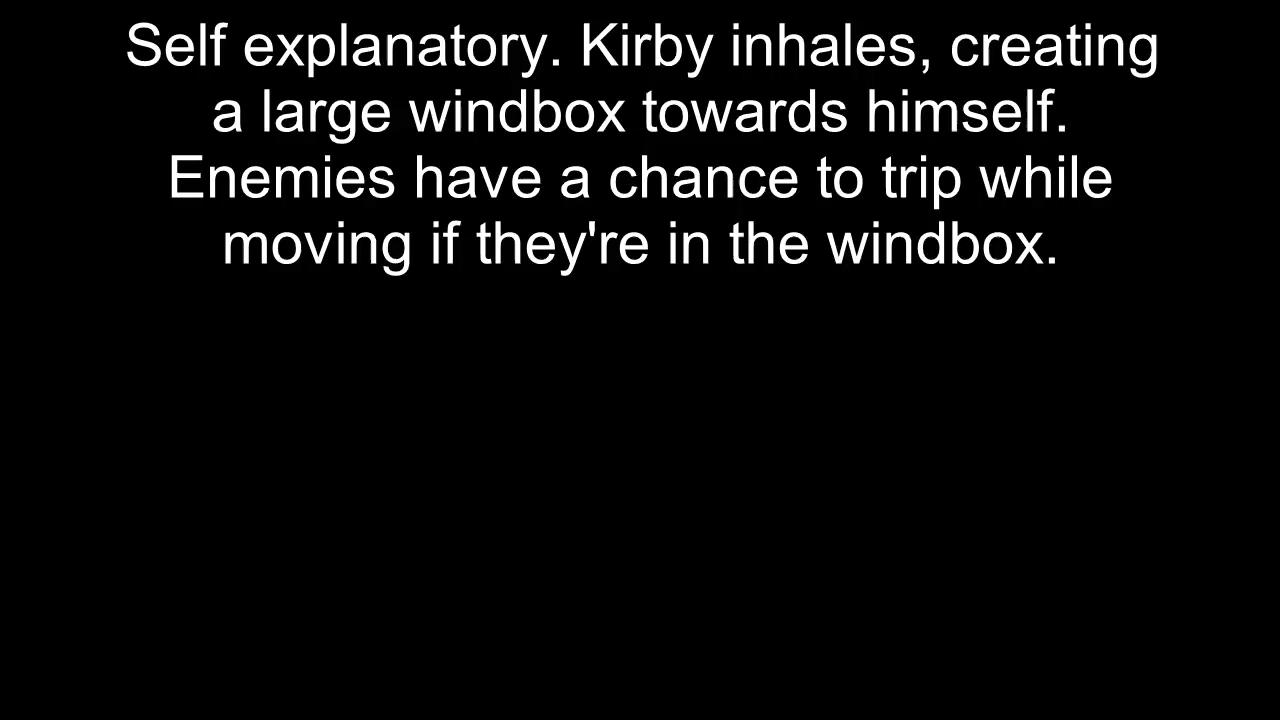 Self explanatory. Kirby inhales, creating
a large windbox towards himself.
Enemies have a chance to trip while
moving if they're in the windbox.